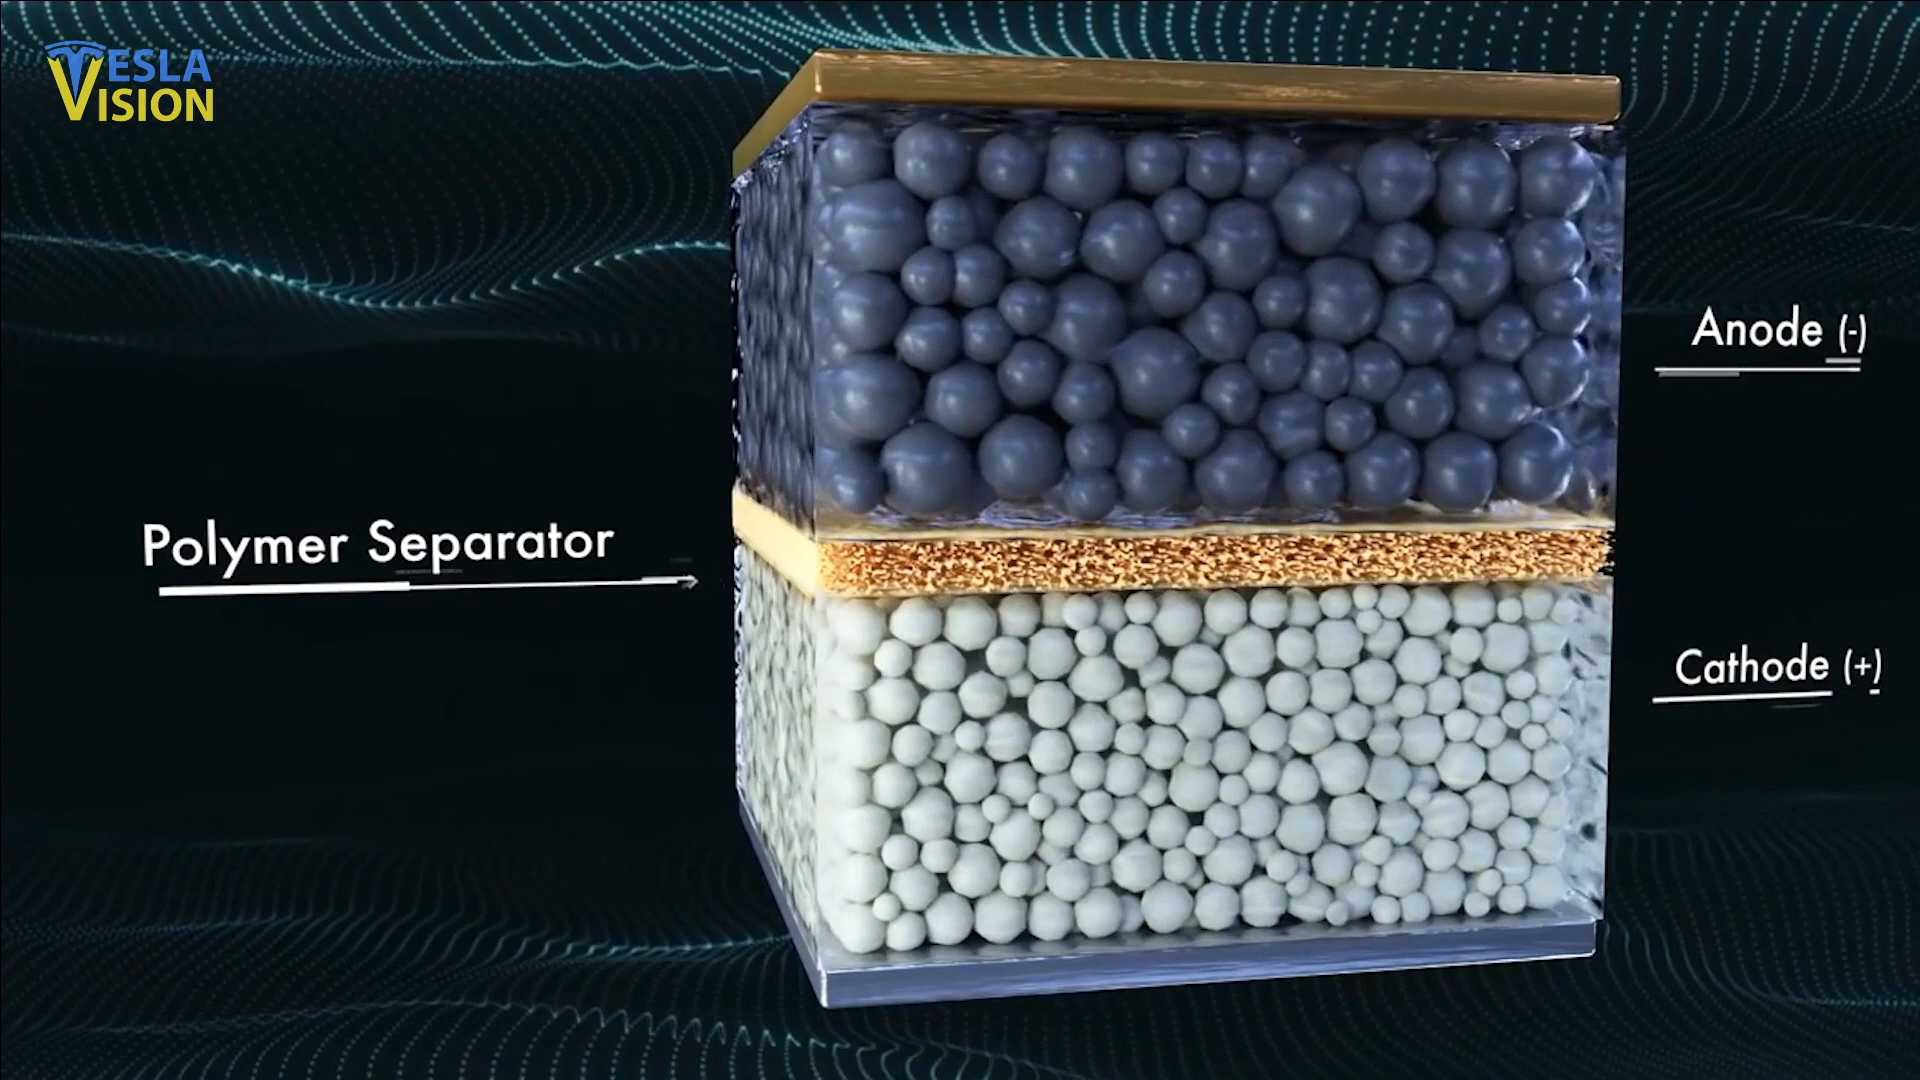 TESLA
VISION
Anode (-)
Polymer Separator
Cathode (+)